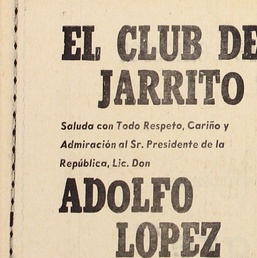 EL CLUB DE
JARRITO
Saluda con Todo Respeto, Cariño y
Admiración al Sr. Presidente de la
República, Lic. Don
ADOLFO
LOPEZ